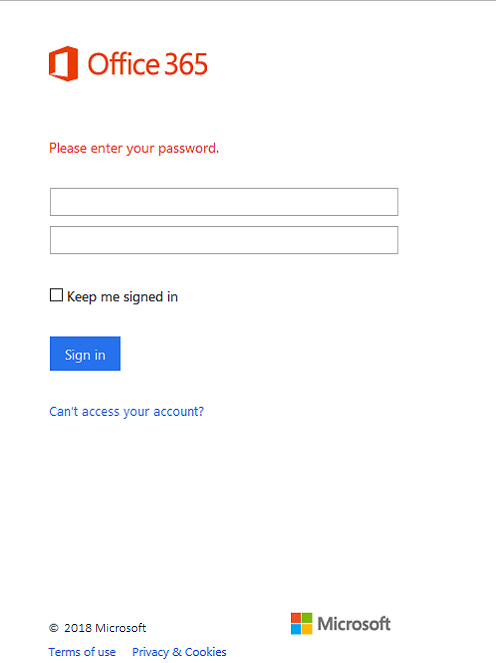 Office 365
Please enter your password.
Keep me signed in
Sign in
Can't access your account?
© 2018 Microsoft
Microsoft
Terms of use Privacy & Cookies